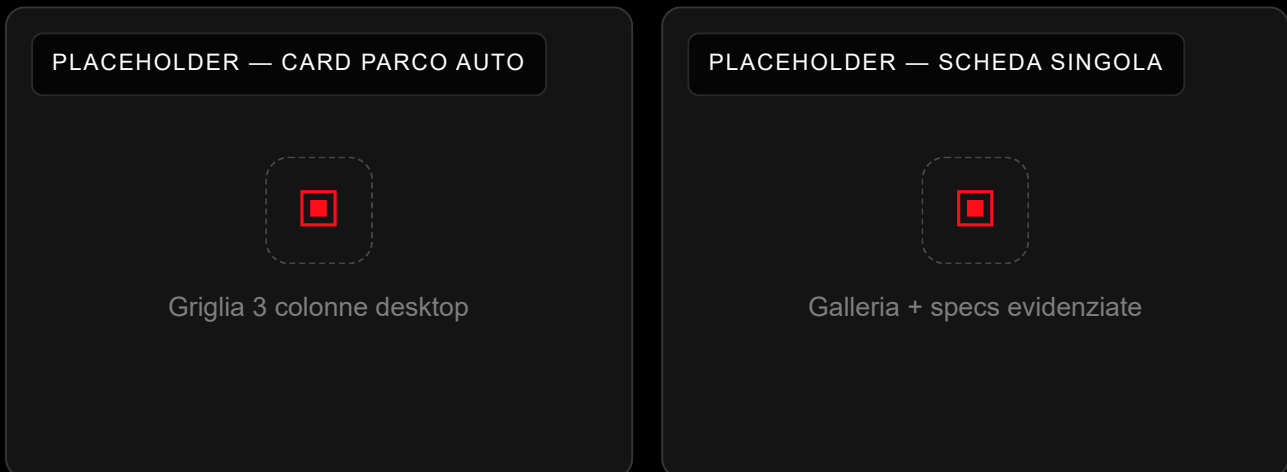 PLACEHOLDER — CARD PARCO AUTO
Griglia 3 colonne desktop
PLACEHOLDER — SCHEDA SINGOLA
Galleria + specs evidenziate